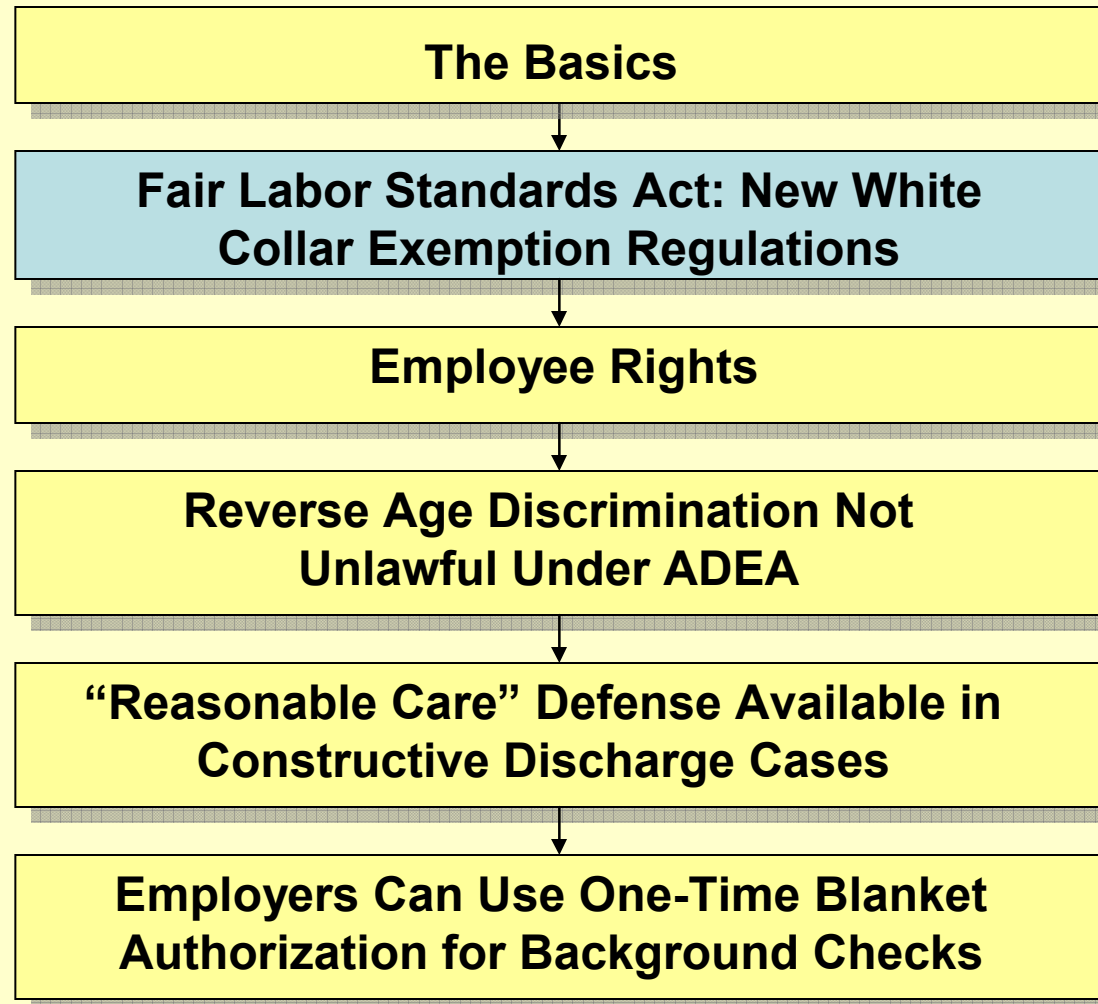 The Basics
Fair Labor Standards Act: New White
Collar Exemption Regulations
Employee Rights
Reverse Age Discrimination Not
Unlawful Under ADEA
“Reasonable Care” Defense Available in
Constructive Discharge Cases
Employers Can Use One-Time Blanket
Authorization for Background Checks